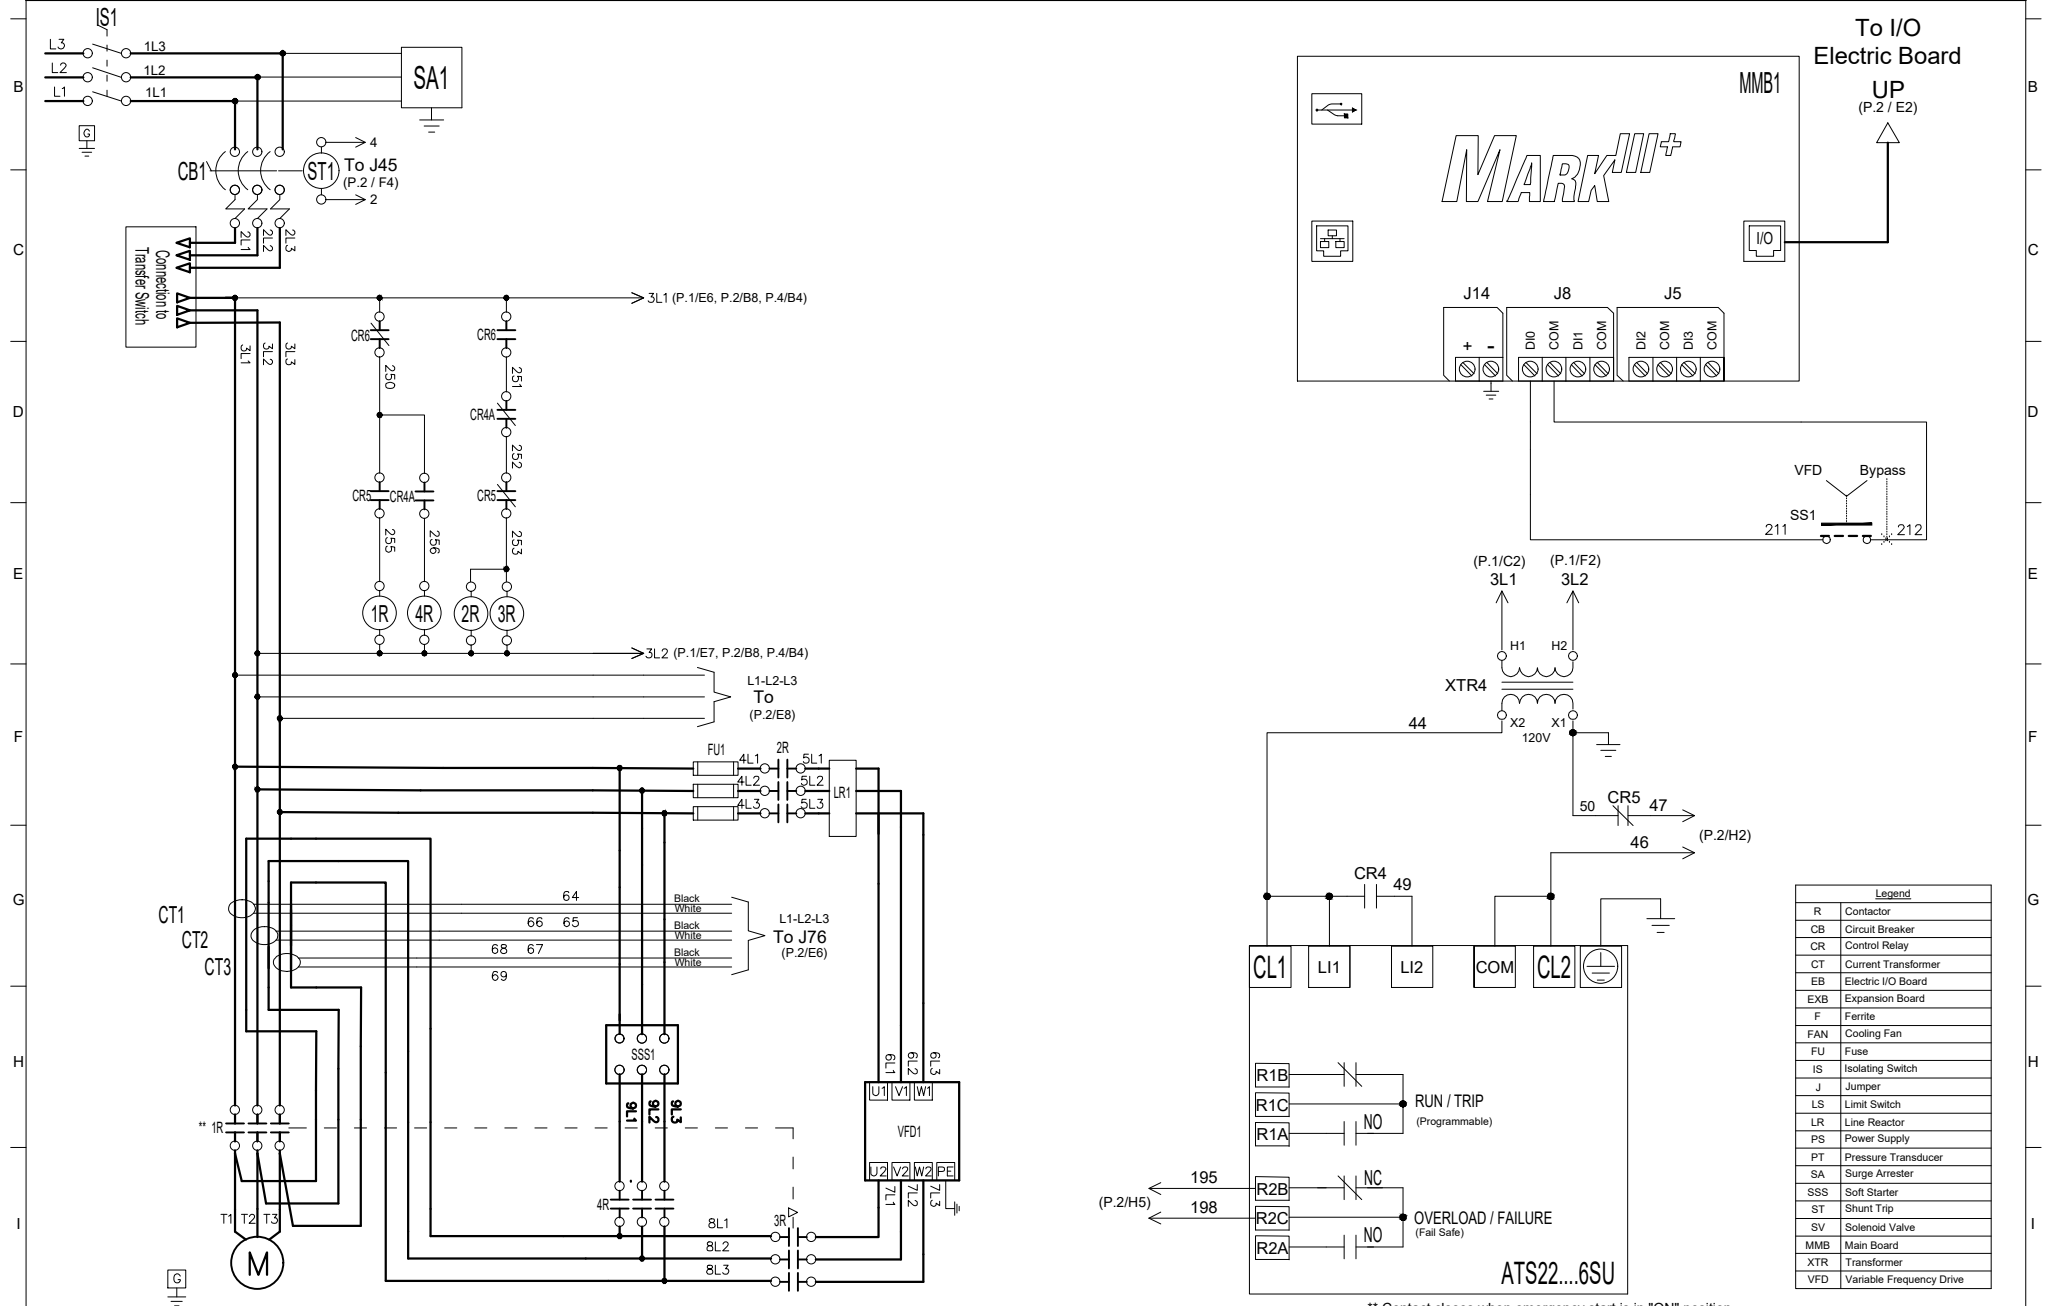 IS1
L3
1L3
L2
1L2
L1
1L1
SA1
G
CB1
ST1
4
To J45
(P.2 / F4)
2
2L1
2L2
2L3
Connection to
Transfer Switch
3L1 (P.1/E6, P.2/B8, P.4/B4)
3L1
3L2
3L3
CR6
CR6
250
251
CR4A
252
CR5
CR4A
CR5
255
256
253
1R
4R
2R
3R
3L2 (P.1/E7, P.2/B8, P.4/B4)
L1-L2-L3
To
(P.2/E8)
FU1
4L1
4L2
4L3
2R
5L1
5L2
5L3
LR1
CT1
CT2
CT3
64
66 65
68 67
69
Black
White
Black
White
Black
White
L1-L2-L3
To J76
(P.2/E6)
SSS1
9L1
9L2
9L3
6L1
6L2
6L3
U1
V1
W1
VFD1
U2
V2
W2
PE
7L1
7L2
7L3
** 1R
4R
3R
8L1
8L2
8L3
T1
T2
T3
M
G
To I/O
Electric Board
UP
(P.2 / E2)
MMB1
MARK III+
I/O
J14
J8
J5
+
-
DI0
COM
DI1
COM
DI2
COM
DI3
COM
VFD
Bypass
SS1
211
212
(P.1/C2)
3L1
(P.1/F2)
3L2
H1
H2
XTR4
X2
X1
120V
44
50
CR5
47
(P.2/H2)
46
CR4
49
CL1
LI1
LI2
COM
CL2
R1B
R1C
R1A
NO
RUN / TRIP
(Programmable)
195
198
(P.2/H5)
R2B
R2C
R2A
NC
NO
OVERLOAD / FAILURE
(Fail Safe)
ATS22....6SU
Legend
R Contactor
CB Circuit Breaker
CR Control Relay
CT Current Transformer
EB Electric I/O Board
EXB Expansion Board
F Ferrite
FAN Cooling Fan
FU Fuse
IS Isolating Switch
J Jumper
LS Limit Switch
LR Line Reactor
PS Power Supply
PT Pressure Transducer
SA Surge Arrester
SSS Soft Starter
ST Shunt Trip
SV Solenoid Valve
MMB Main Board
XTR Transformer
VFD Variable Frequency Drive
** Contact closes when emergency start is in "ON" position
B
C
D
E
F
G
H
I
B
C
D
E
F
G
H
I